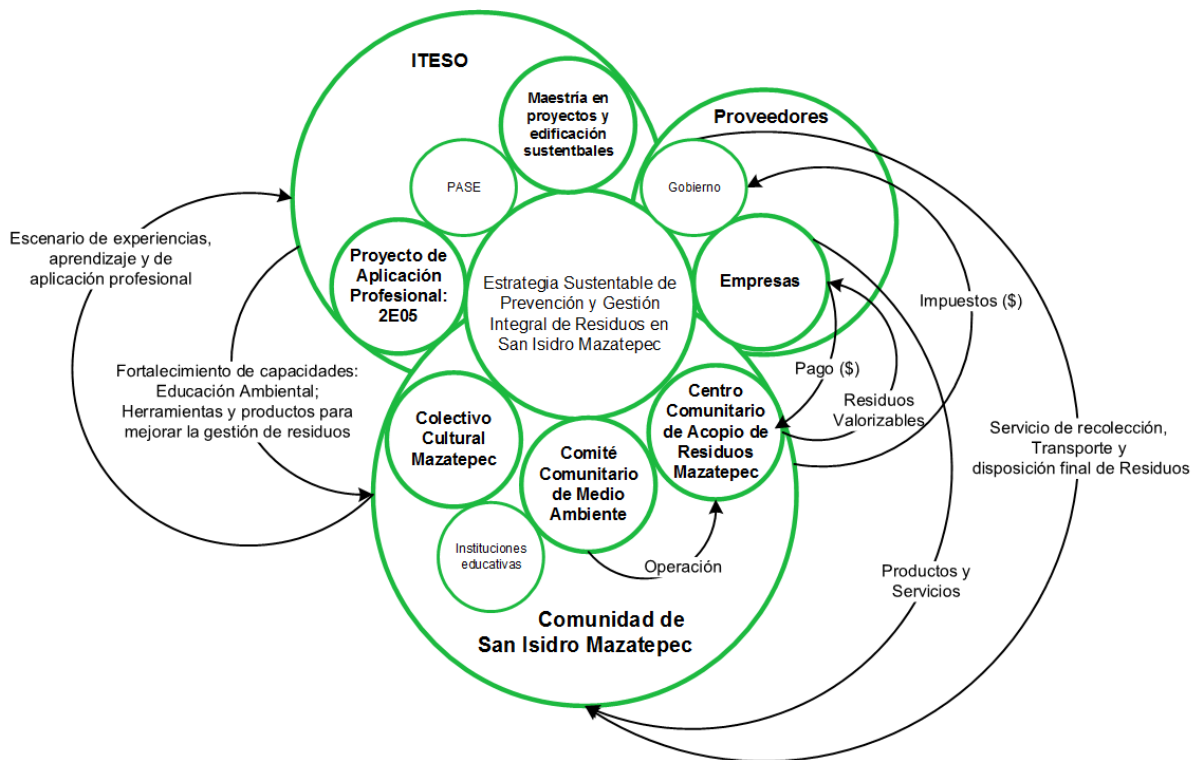 ITESO
Maestría en
proyectos y
edificación
sustentbales
Proveedores
PASE
Gobierno
Escenario de experiencias,
aprendizaje y de
aplicación profesional
Proyecto de
Aplicación
Profesional:
2E05
Estrategia Sustentable de
Prevención y Gestión
Integral de Residuos en
San Isidro Mazatepec
Empresas
Impuestos ($)
Fortalecimiento de capacidades:
Educación Ambiental;
Herramientas y productos para
mejorar la gestión de residuos
Pago ($)
Residuos
Valorizables
Colectivo
Cultural
Mazatepec
Comité
Comunitario
de Medio
Ambiente
Centro
Comunitario
de Acopio de
Residuos
Mazatepec
Servicio de recolección,
Transporte y
disposición final de Residuos
Instituciones
educativas
Operación
Productos y
Servicios
Comunidad de
San Isidro Mazatepec